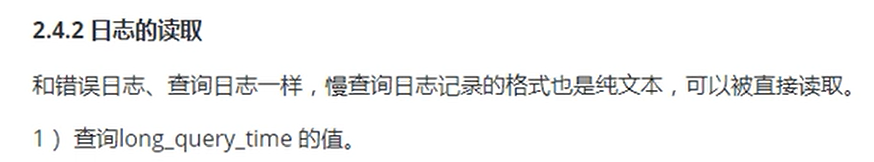 2.4.2 日志的读取
和错误日志、查询日志一样，慢查询日志记录的格式也是纯文本，可以被直接读取。
1） 查询long_query_time 的值。